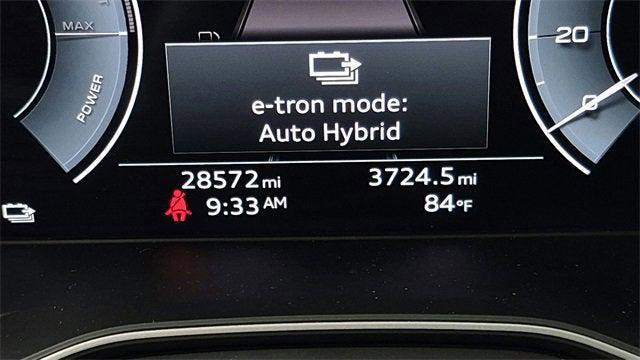 MAX
POWER
20
0
e-tron mode:
Auto Hybrid
28572 mi 3724.5 mi
9:33 AM 84°F